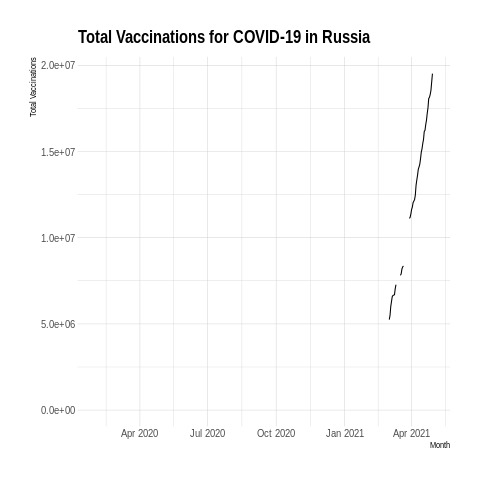 Total Vaccinations for COVID-19 in Russia
Total Vaccinations
2.0e+07
1.5e+07
1.0e+07
5.0e+06
0.0e+00
Apr 2020 Jul 2020 Oct 2020 Jan 2021 Apr 2021
Month